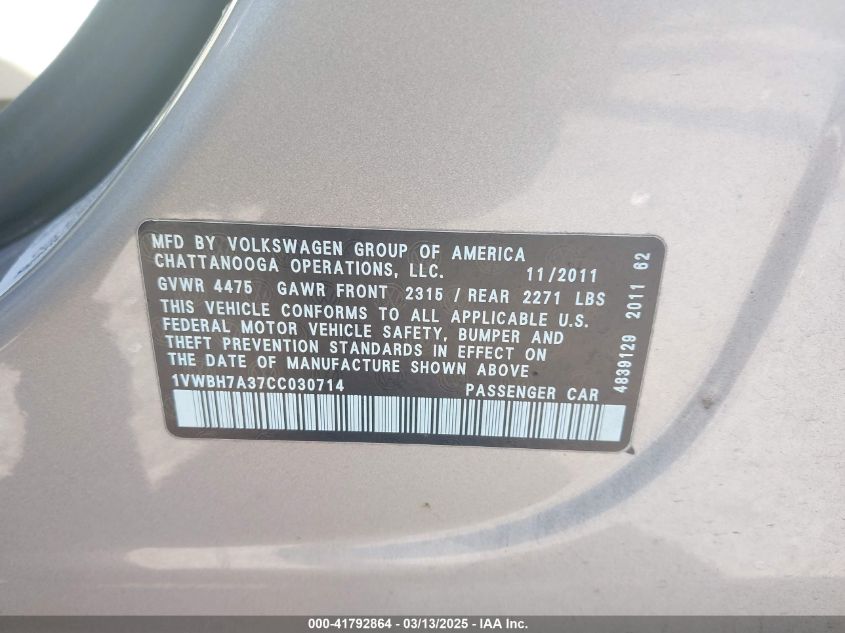 MFD BY VOLKSWAGEN GROUP OF AMERICA
CHATTANOOGA OPERATIONS, LLC. 11/2011
GVWR 4475 GAWR FRONT 2315 / REAR 2271 LBS
THIS VEHICLE CONFORMS TO ALL APPLICABLE U.S.
FEDERAL MOTOR VEHICLE SAFETY, BUMPER AND
THEFT PREVENTION STANDARDS IN EFFECT ON
THE DATE OF MANUFACTURE SHOWN ABOVE
1VWBH7A37CC030714 PASSENGER CAR
4839129 2011 62
000-41792864 - 03/13/2025 - IAA Inc.